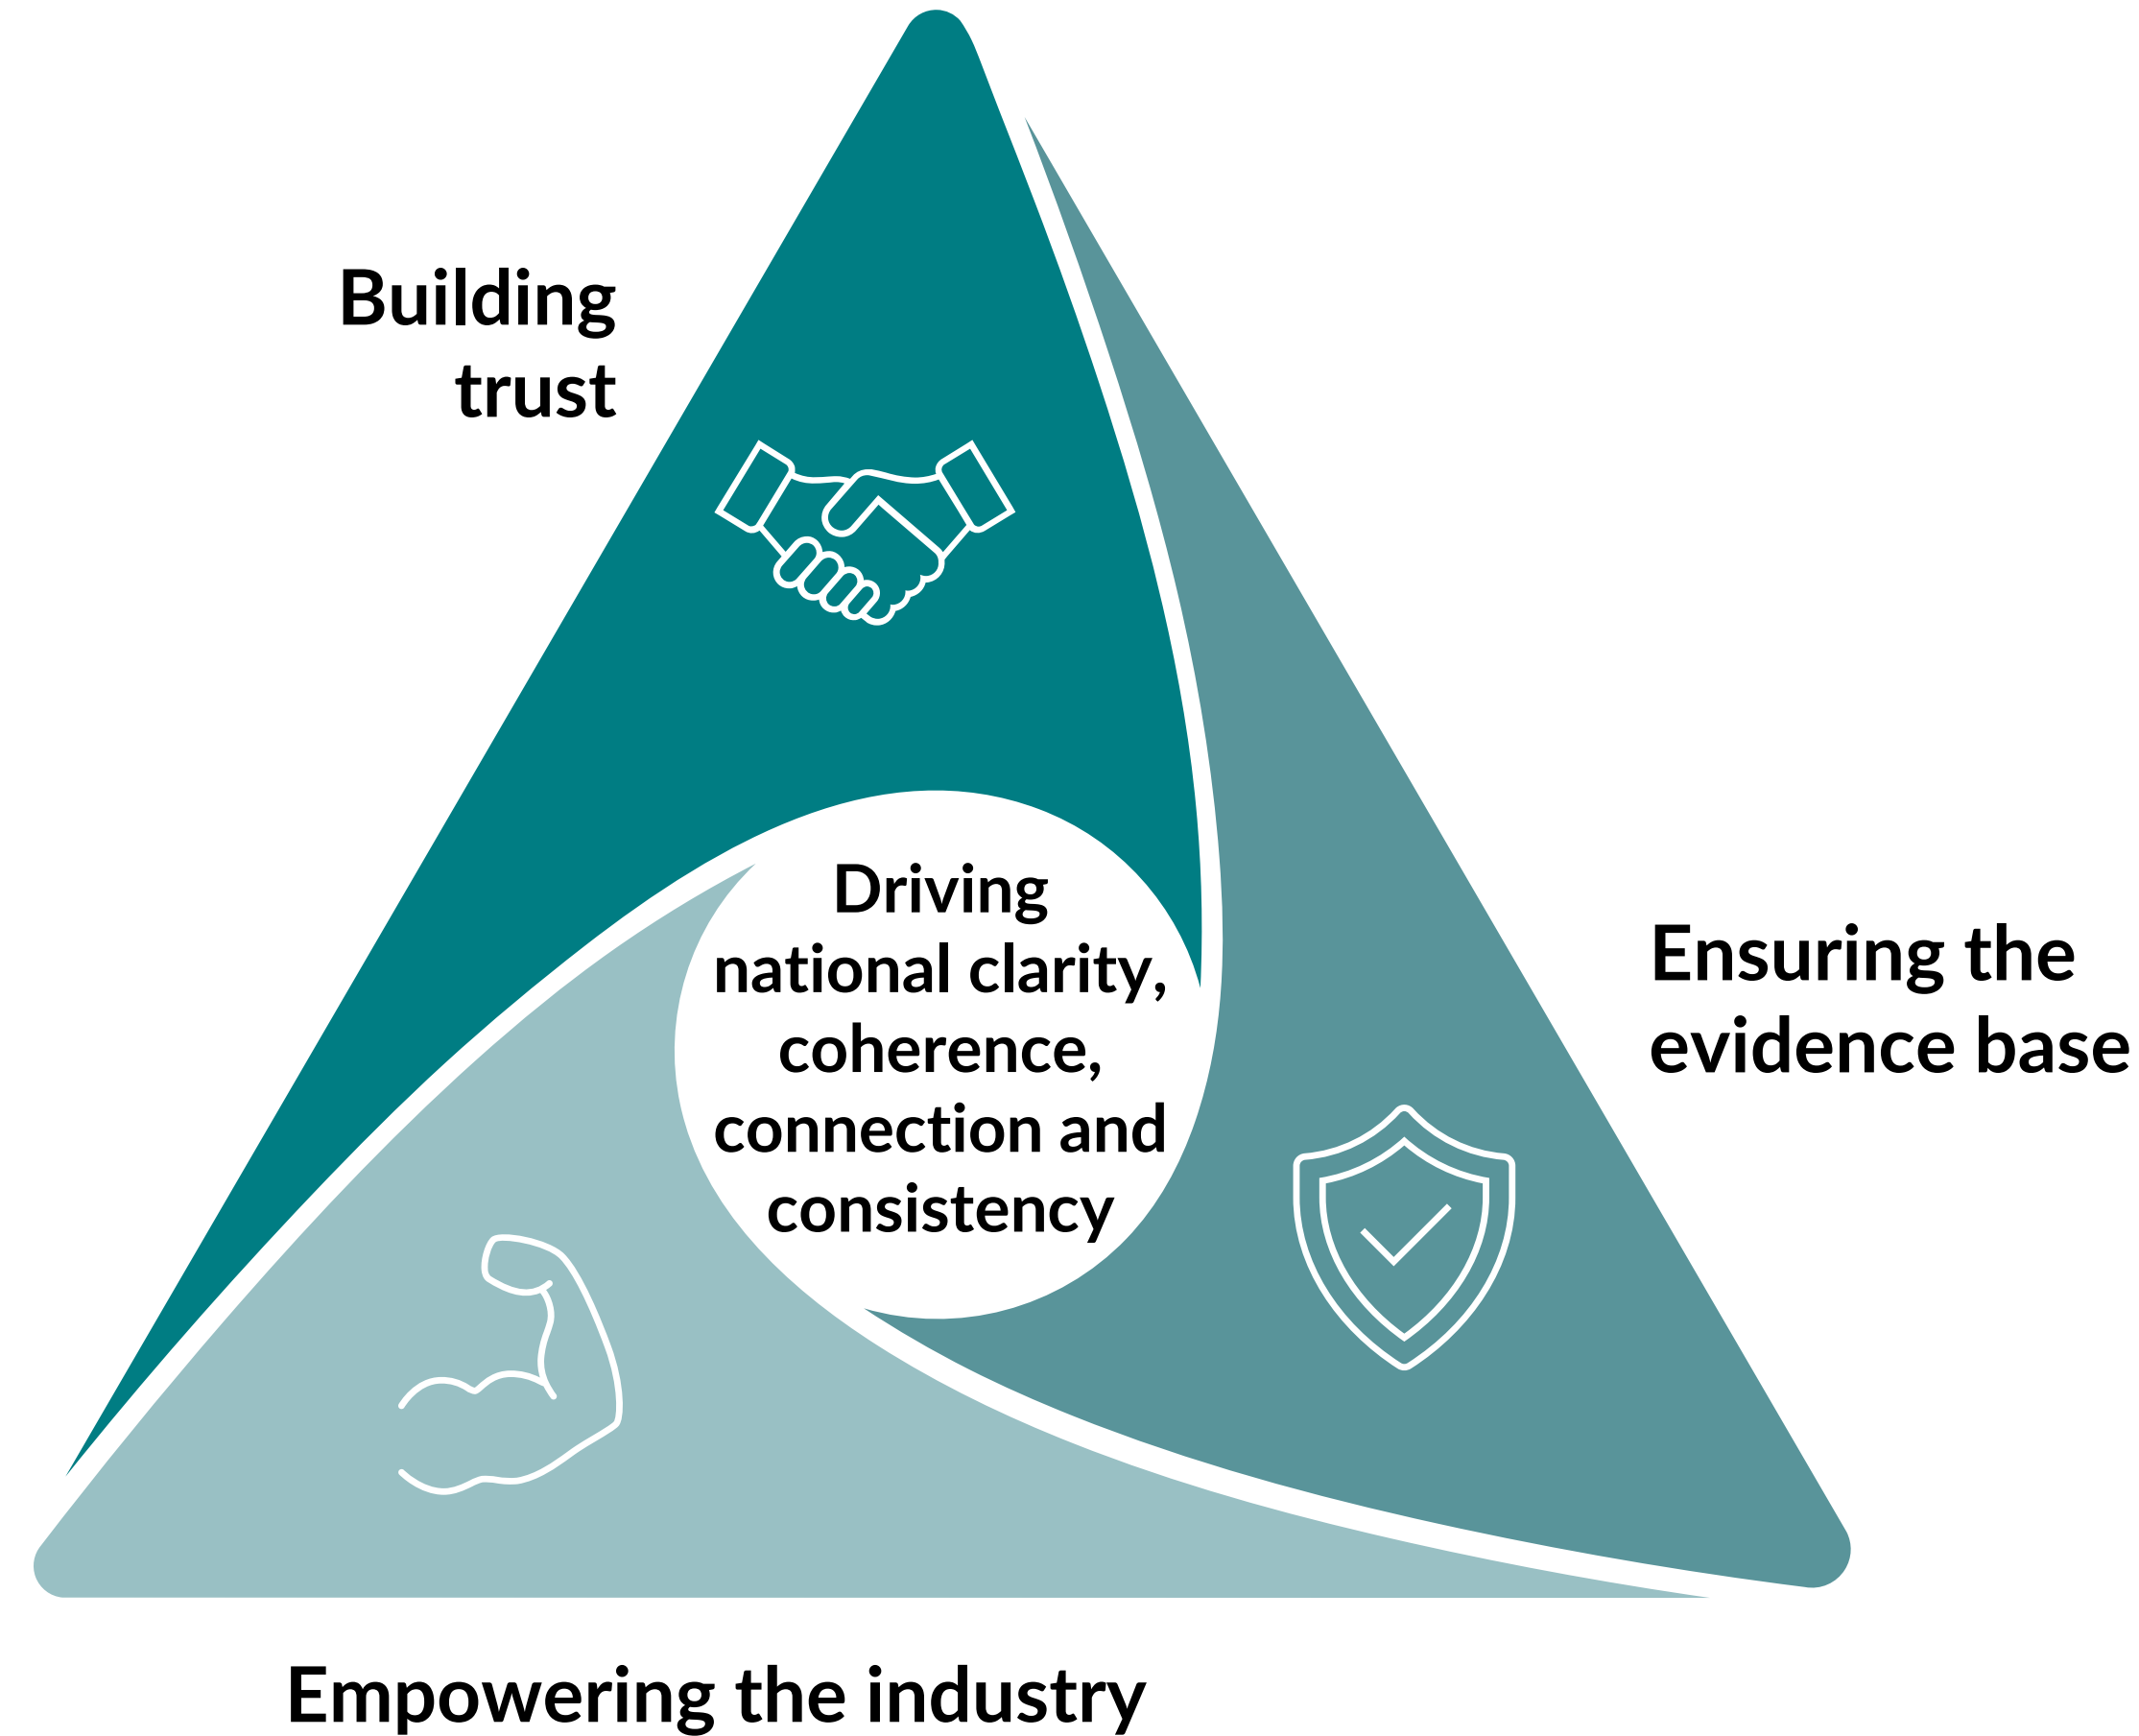 Building
trust
Driving
national clarity,
coherence,
connection and
consistency
Ensuring the
evidence base
Empowering the industry